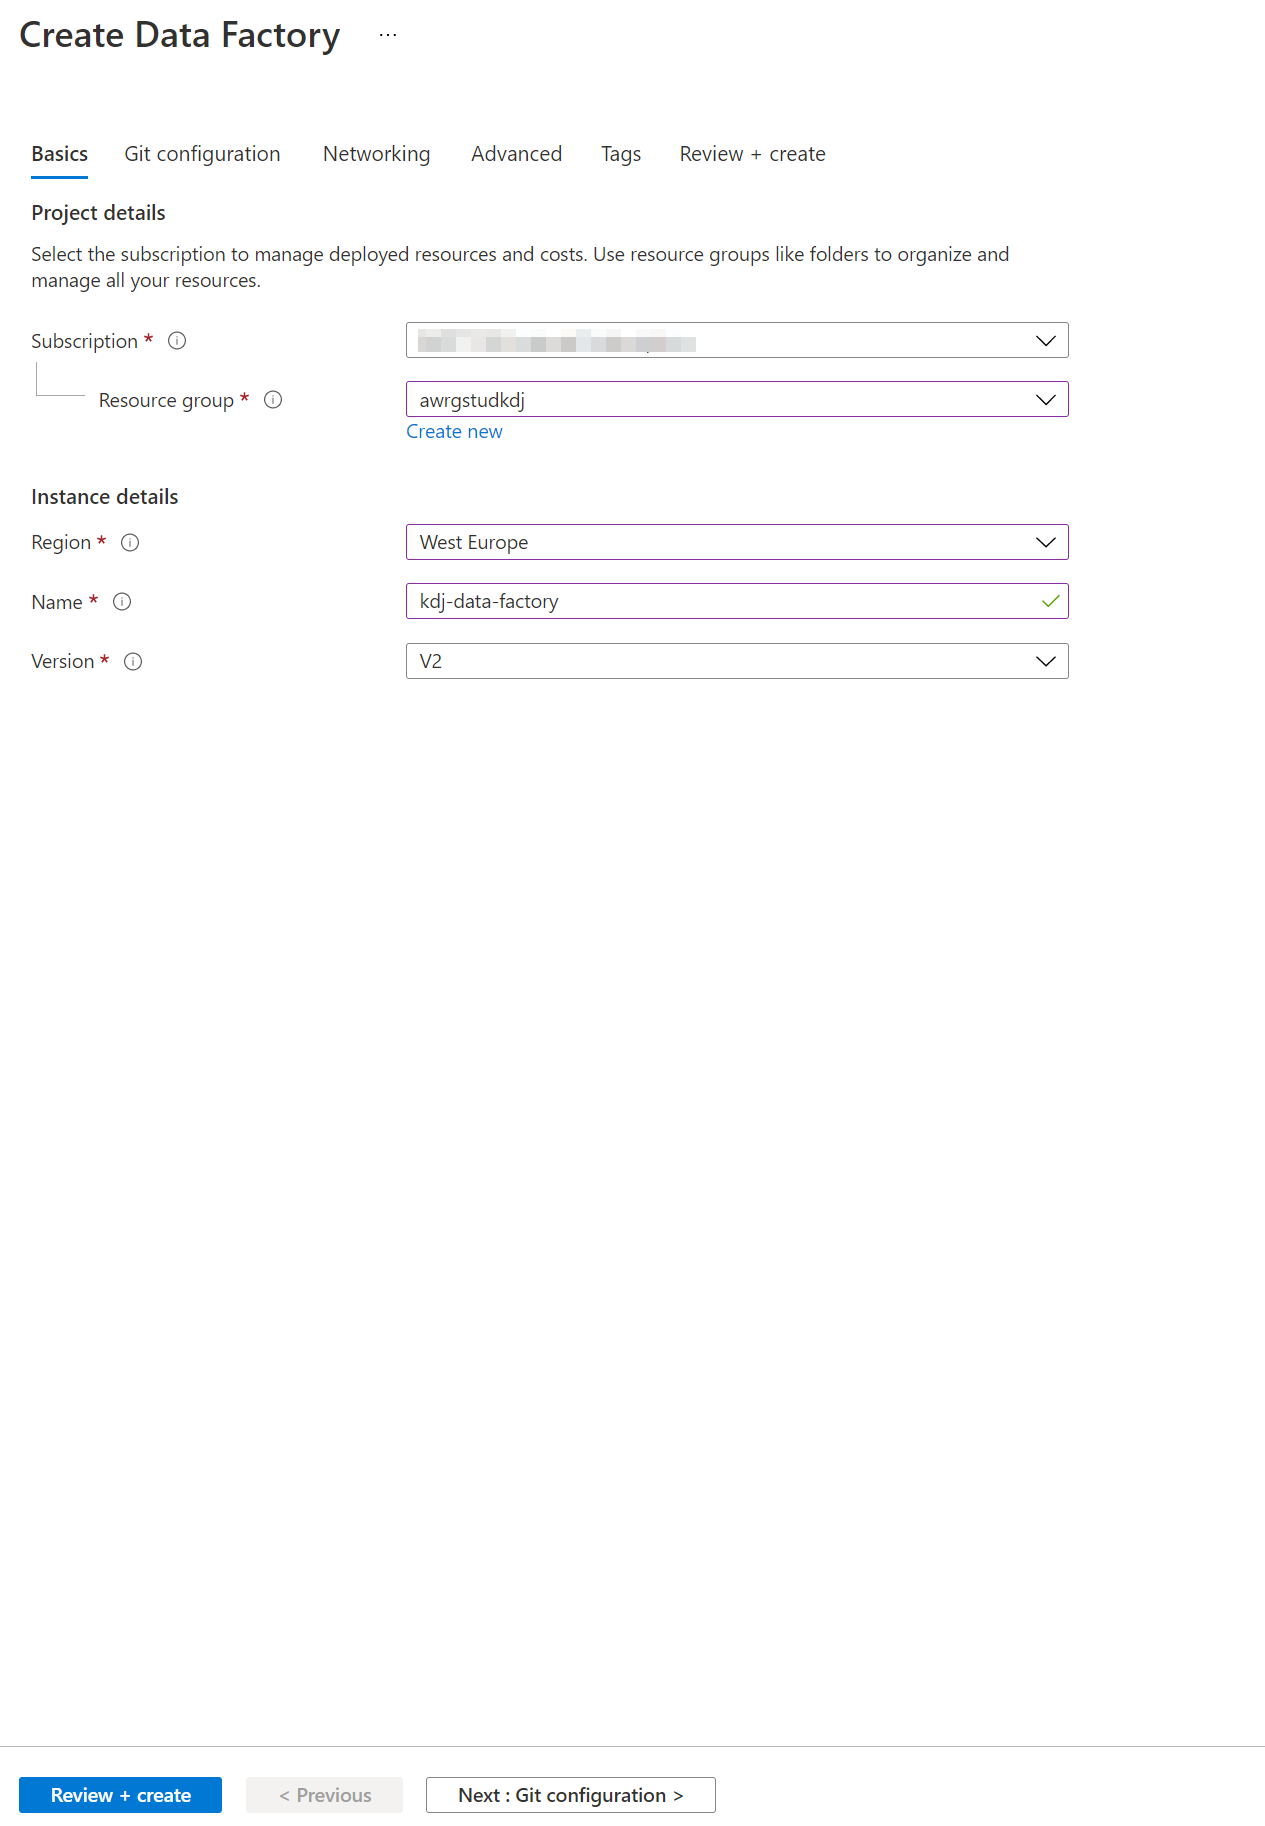 Create Data Factory ...
Basics Git configuration Networking Advanced Tags Review + create
Project details
Select the subscription to manage deployed resources and costs. Use resource groups like folders to organize and
manage all your resources.
Subscription *
Resource group * awrgstudkdj
Create new
Instance details
Region * West Europe
Name * kdj-data-factory
Version * V2
Review + create < Previous Next : Git configuration >